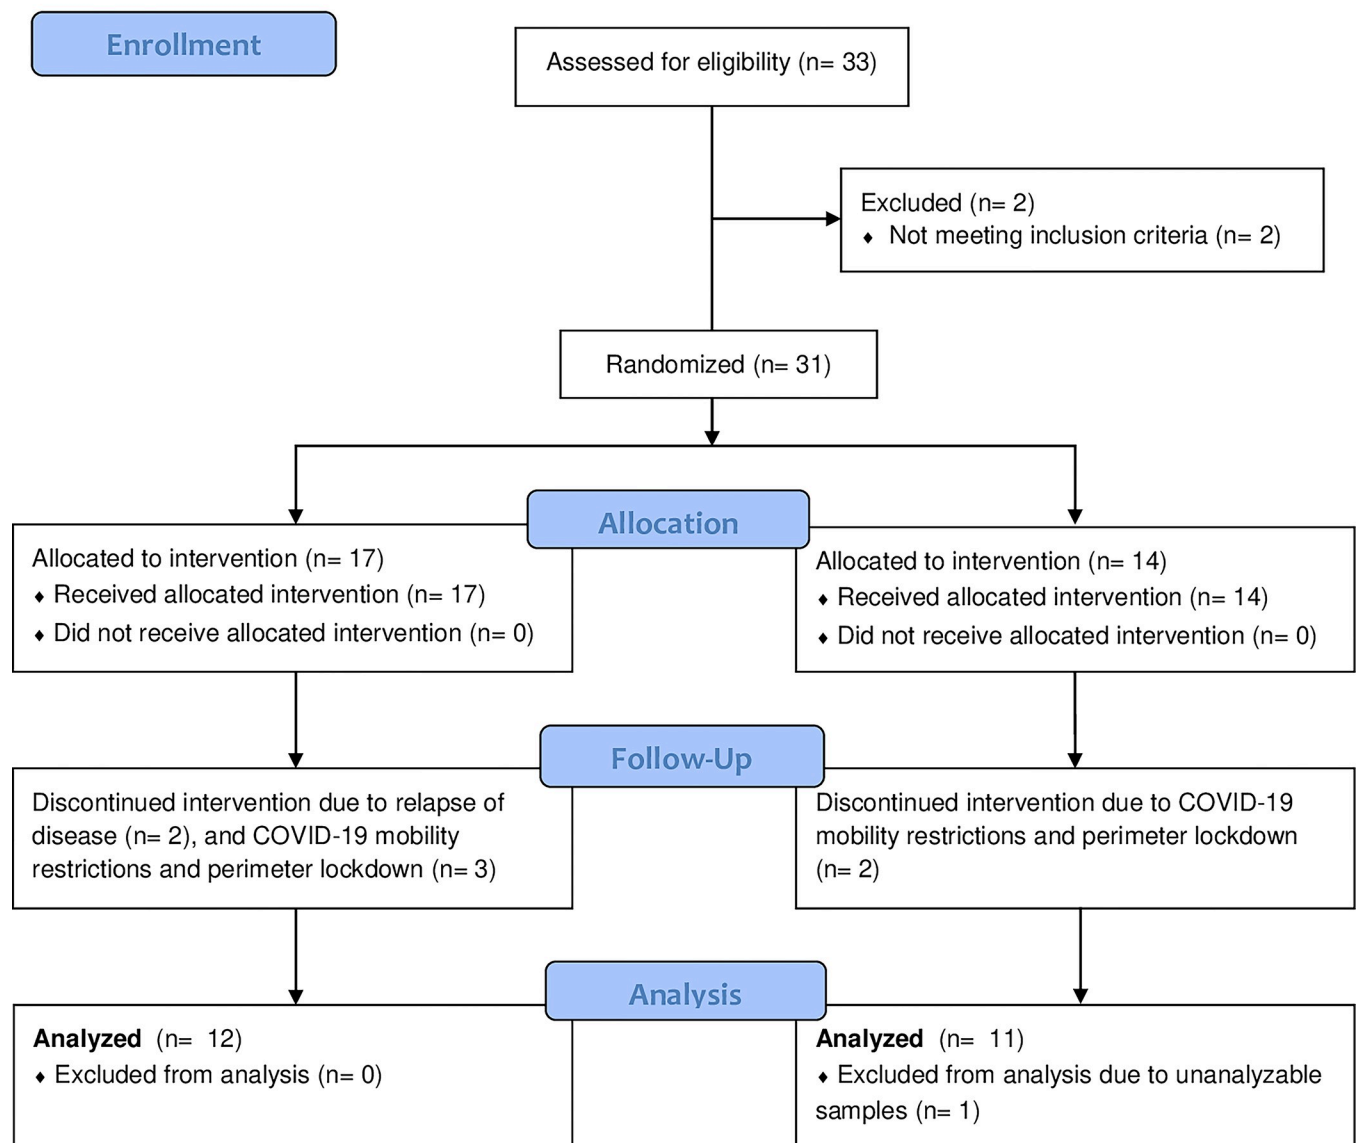 Enrollment
Assessed for eligibility (n= 33)
Excluded (n= 2)
♦ Not meeting inclusion criteria (n= 2)
Randomized (n= 31)
Allocation
Allocated to intervention (n= 17)
♦ Received allocated intervention (n= 17)
♦ Did not receive allocated intervention (n= 0)
Allocated to intervention (n= 14)
♦ Received allocated intervention (n= 14)
♦ Did not receive allocated intervention (n= 0)
Follow-Up
Discontinued intervention due to relapse of
disease (n= 2), and COVID-19 mobility
restrictions and perimeter lockdown (n= 3)
Discontinued intervention due to COVID-19
mobility restrictions and perimeter lockdown
(n= 2)
Analysis
Analyzed (n= 12)
♦ Excluded from analysis (n= 0)
Analyzed (n= 11)
♦ Excluded from analysis due to unanalyzable
samples (n= 1)